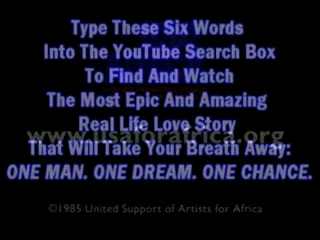 Type These Six Words
Into The YouTube Search Box
To Find And Watch
The Most Epic And Amazing
Real Life Love Story
www.usaforafrica.org
That Will Take Your Breath Away:
ONE MAN. ONE DREAM. ONE CHANCE.
©1985 United Support of Artists for Africa